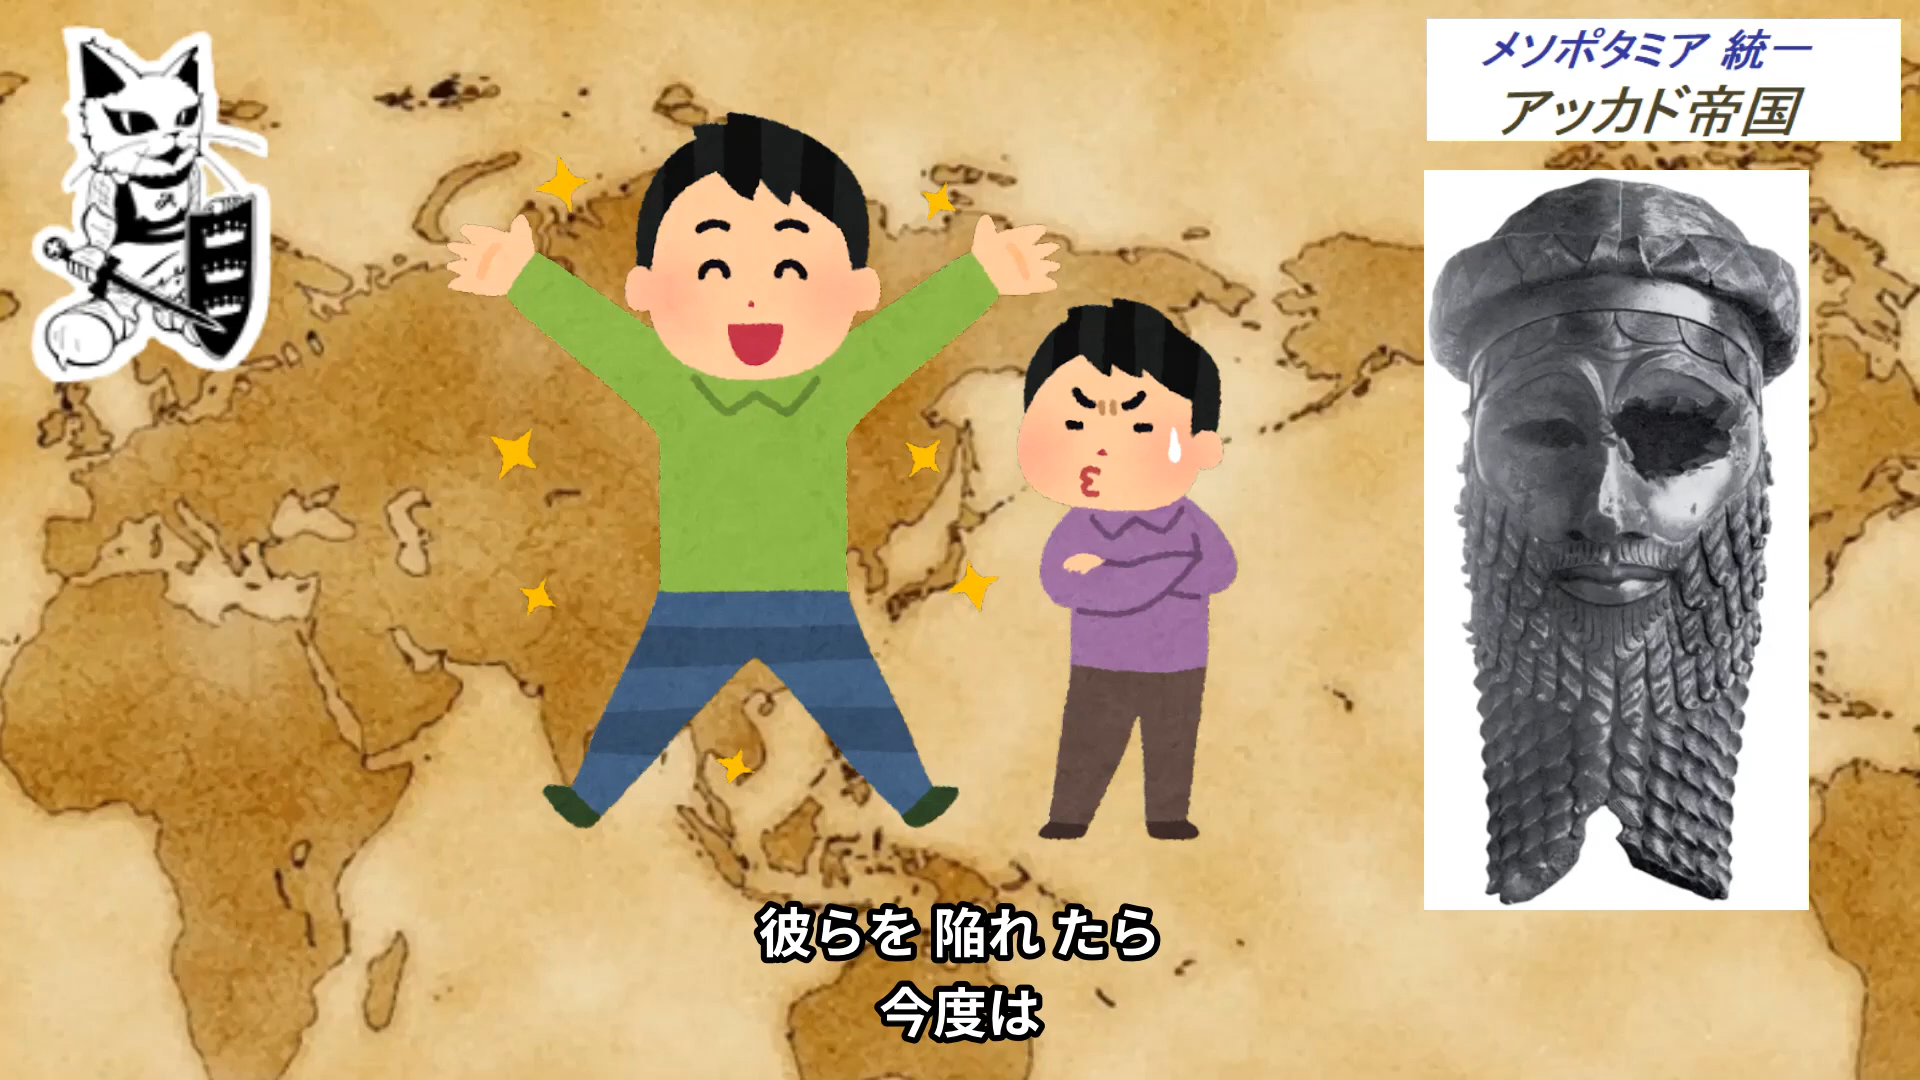 メソポタミア 統一
アッカド帝国
彼らを 陥れ たら
今度は